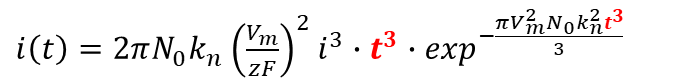 i(t) = 2πN₀kₙ (Vₘ/zF)² i³ · t³ · exp^(−πVₘ²N₀kₙ²t³/3)